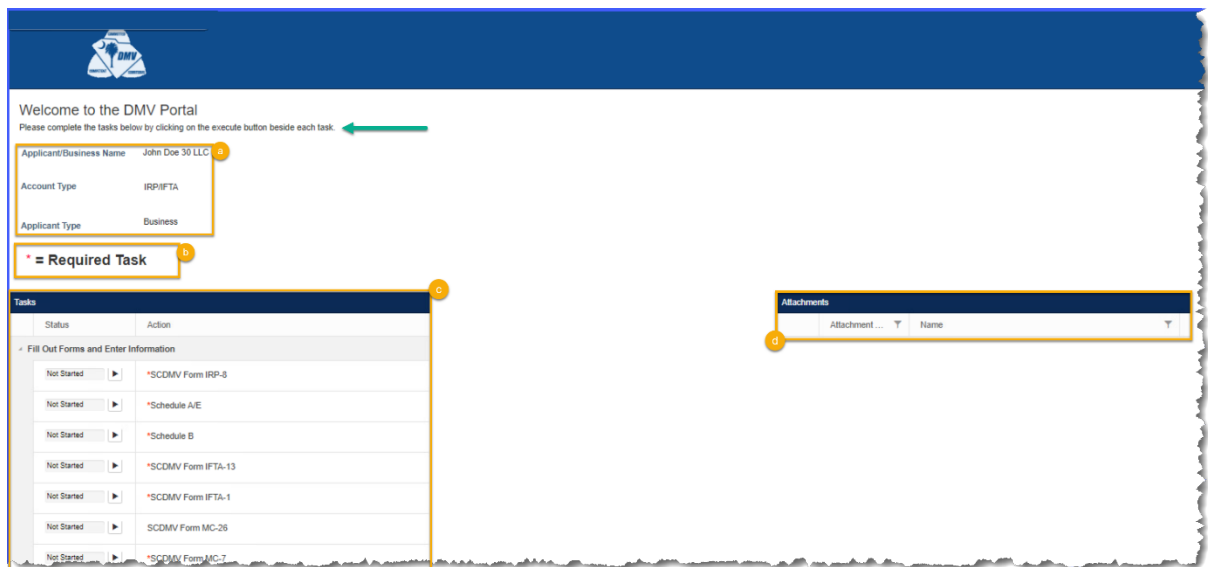 DMV
Welcome to the DMV Portal
Please complete the tasks below by clicking on the execute button beside each task.
Applicant/Business Name John Doe 30 LLC a
Account Type IRP/IFTA
Applicant Type Business
* = Required Task b
c
Tasks
Status Action
Fill Out Forms and Enter Information
Not Started *SCDMV Form IRP-8
Not Started *Schedule A/E
Not Started *Schedule B
Not Started *SCDMV Form IFTA-13
Not Started *SCDMV Form IFTA-1
Not Started SCDMV Form MC-26
Not Started *SCDMV Form MC-7
Attachments
Attachment ... Name
d